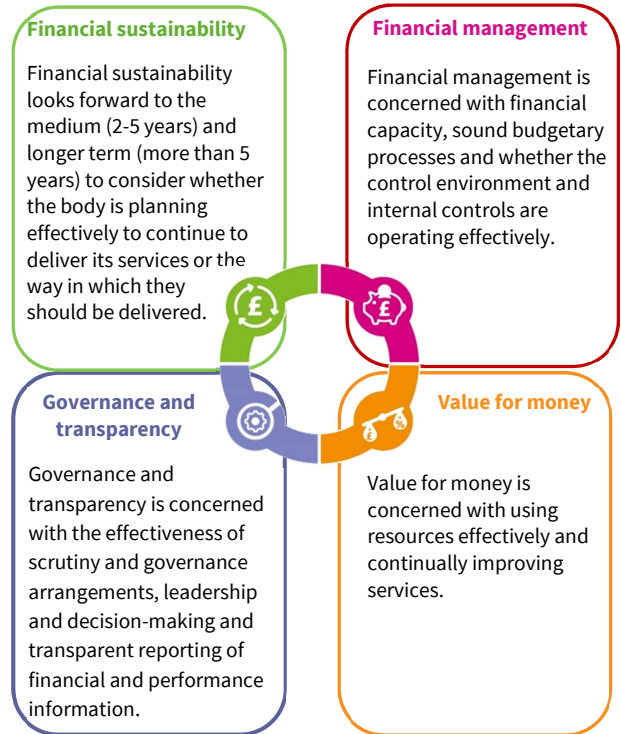 Financial sustainability
Financial sustainability
looks forward to the
medium (2-5 years) and
longer term (more than 5
years) to consider whether
the body is planning
effectively to continue to
deliver its services or the
way in which they
should be delivered.
Financial management
Financial management is
concerned with financial
capacity, sound budgetary
processes and whether the
control environment and
internal controls are
operating effectively.
£
£
Governance and
transparency
Governance and
transparency is concerned
with the effectiveness of
scrutiny and governance
arrangements, leadership
and decision-making and
transparent reporting of
financial and performance
information.
Value for money
£
%
Value for money is
concerned with using
resources effectively and
continually improving
services.